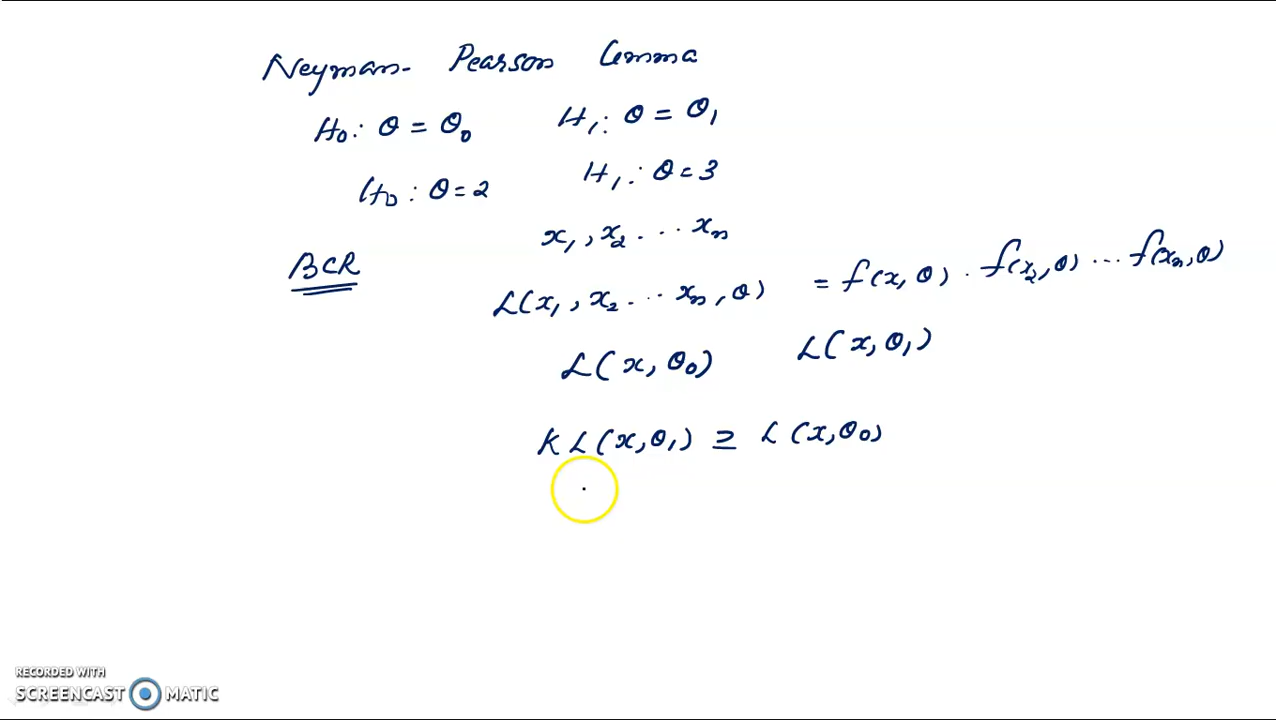 Neyman- Pearson Lemma
H₀: θ = θ₀ H₁: θ = θ₁
H₀: θ = 2 H₁: θ = 3
x₁, x₂ ... xₙ
BCR
L(x₁, x₂ ... xₙ, θ) = f(x₁ θ) . f(x₂, θ) ... f(xₙ, θ)
L(x, θ₀) L(x, θ₁)
K L(x, θ₁) ≥ L(x, θ₀)
RECORDED WITH
SCREENCAST MATIC